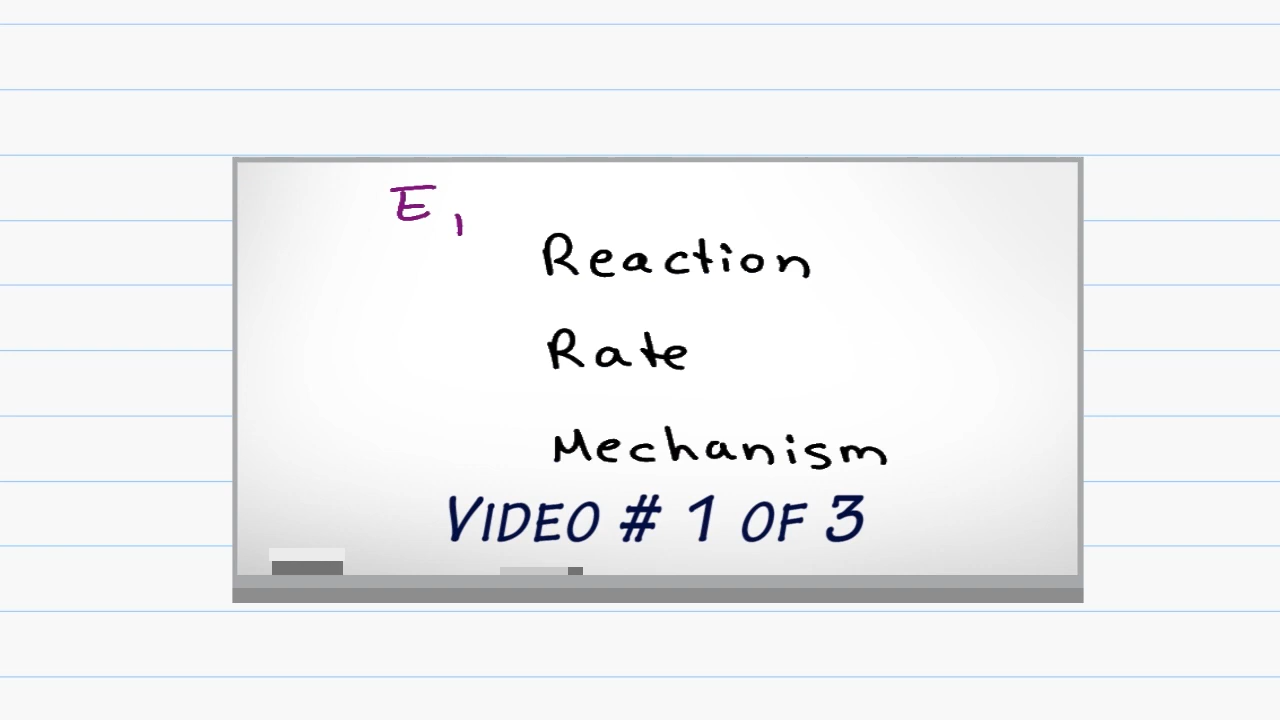 E₁
Reaction
Rate
Mechanism
VIDEO # 1 OF 3